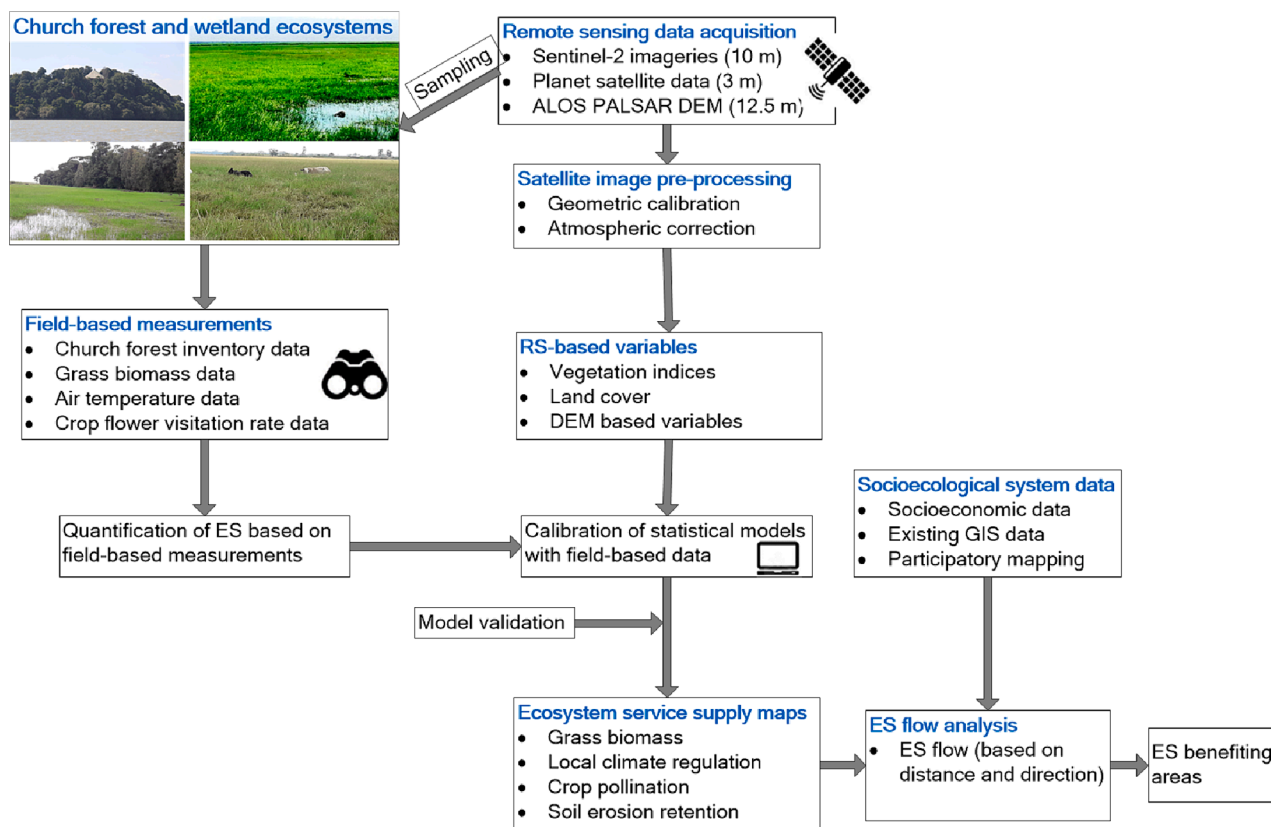 Church forest and wetland ecosystems
Sampling
Remote sensing data acquisition
• Sentinel-2 imageries (10 m)
• Planet satellite data (3 m)
• ALOS PALSAR DEM (12.5 m)
Satellite image pre-processing
• Geometric calibration
• Atmospheric correction
Field-based measurements
• Church forest inventory data
• Grass biomass data
• Air temperature data
• Crop flower visitation rate data
RS-based variables
• Vegetation indices
• Land cover
• DEM based variables
Quantification of ES based on
field-based measurements
Calibration of statistical models
with field-based data
Socioecological system data
• Socioeconomic data
• Existing GIS data
• Participatory mapping
Model validation
Ecosystem service supply maps
• Grass biomass
• Local climate regulation
• Crop pollination
• Soil erosion retention
ES flow analysis
• ES flow (based on
distance and direction)
ES benefiting
areas